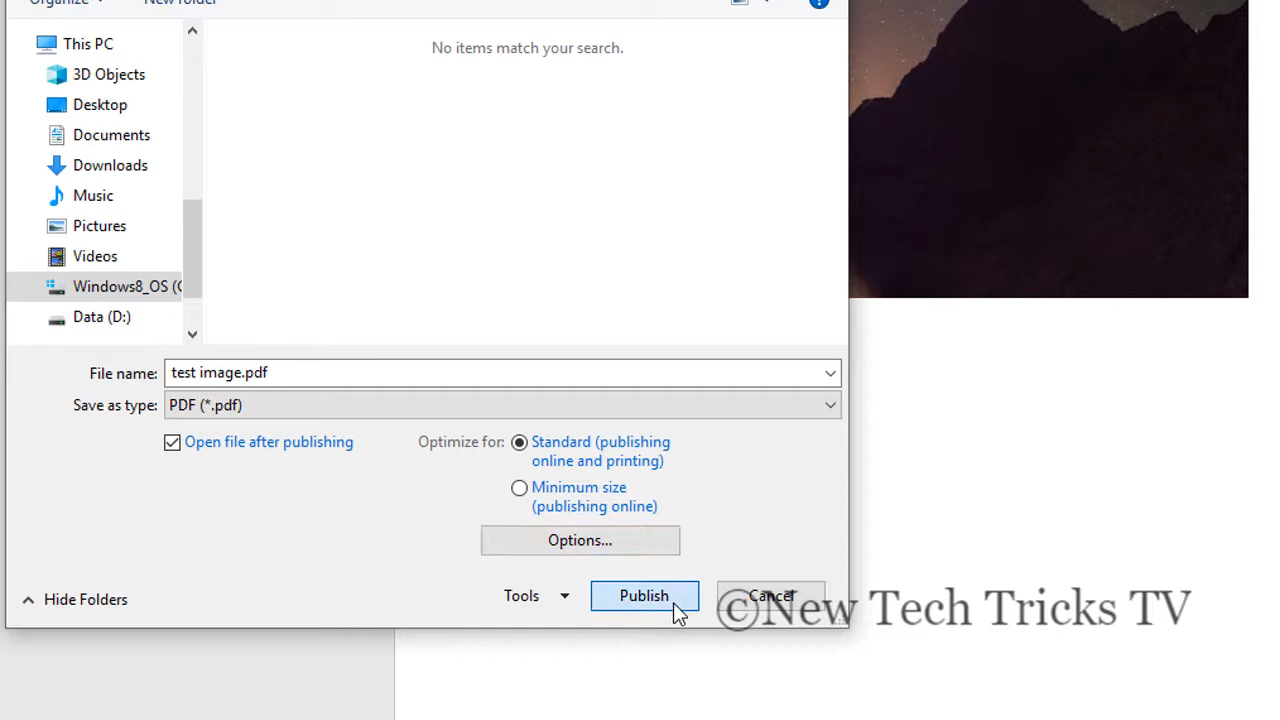 Organize New folder
This PC
No items match your search.
3D Objects
Desktop
Documents
Downloads
Music
Pictures
Videos
Windows8_OS (C
Data (D:)
File name: test image.pdf
Save as type: PDF (*.pdf)
Open file after publishing
Optimize for: Standard (publishing
online and printing)
Minimum size
(publishing online)
Options...
Hide Folders
Tools Publish Cancel
©New Tech Tricks TV